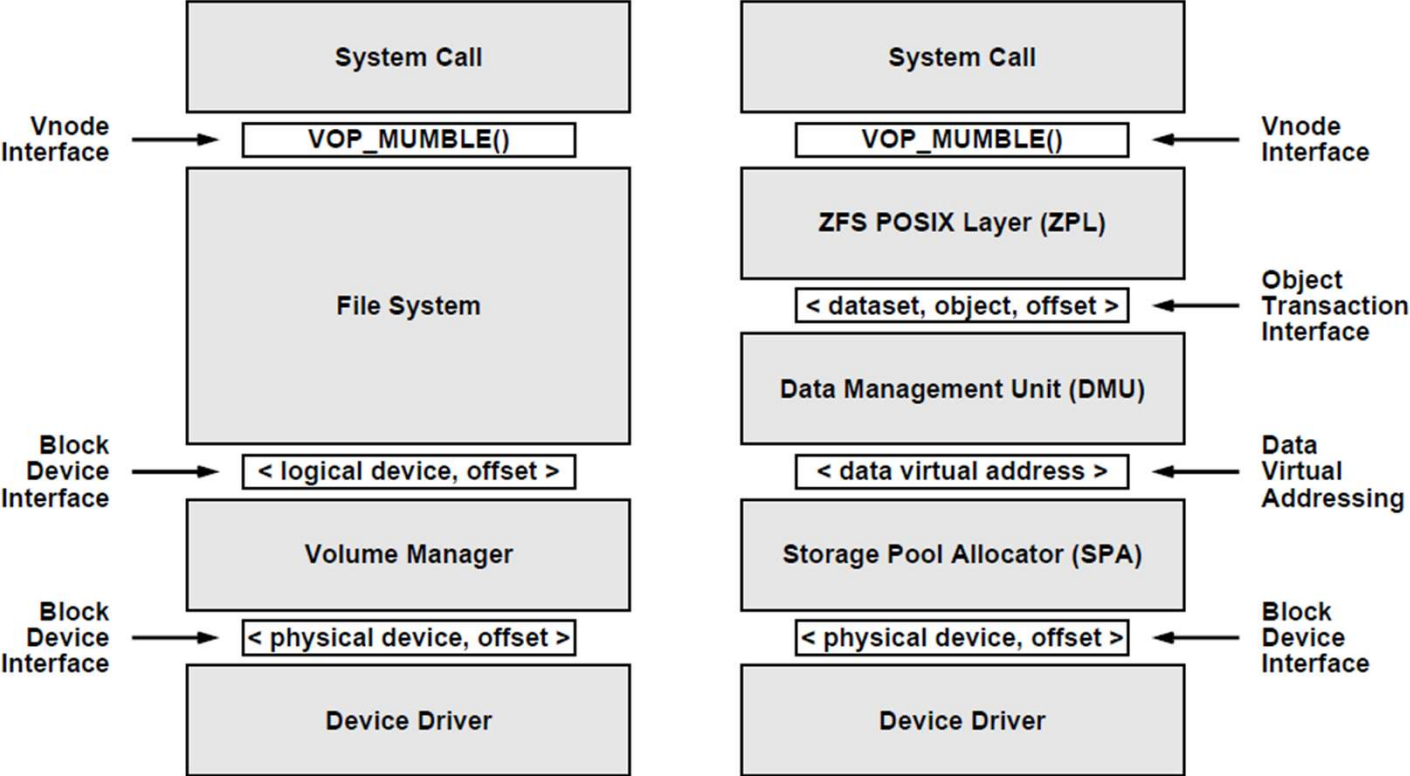 System Call
Vnode
Interface
VOP_MUMBLE()
File System
Block
Device
Interface
< logical device, offset >
Volume Manager
Block
Device
Interface
< physical device, offset >
Device Driver
System Call
VOP_MUMBLE()
Vnode
Interface
ZFS POSIX Layer (ZPL)
< dataset, object, offset >
Object
Transaction
Interface
Data Management Unit (DMU)
< data virtual address >
Data
Virtual
Addressing
Storage Pool Allocator (SPA)
< physical device, offset >
Block
Device
Interface
Device Driver